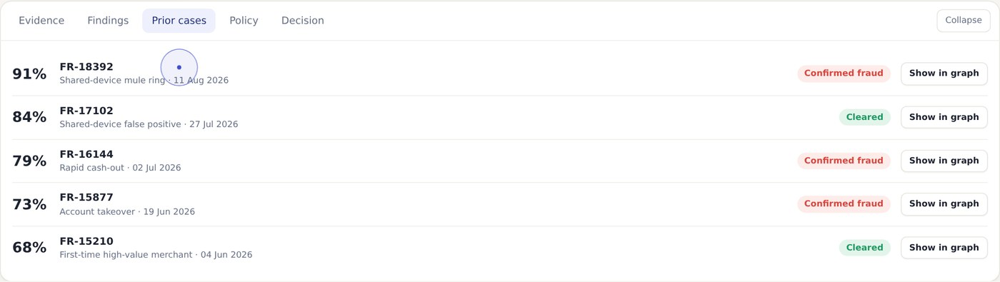 Evidence Findings Prior cases Policy Decision Collapse
91% FR-18392 Confirmed fraud Show in graph
Shared-device mule ring · 11 Aug 2026
84% FR-17102 Cleared Show in graph
Shared-device false positive · 27 Jul 2026
79% FR-16144 Confirmed fraud Show in graph
Rapid cash-out · 02 Jul 2026
73% FR-15877 Confirmed fraud Show in graph
Account takeover · 19 Jun 2026
68% FR-15210 Cleared Show in graph
First-time high-value merchant · 04 Jun 2026